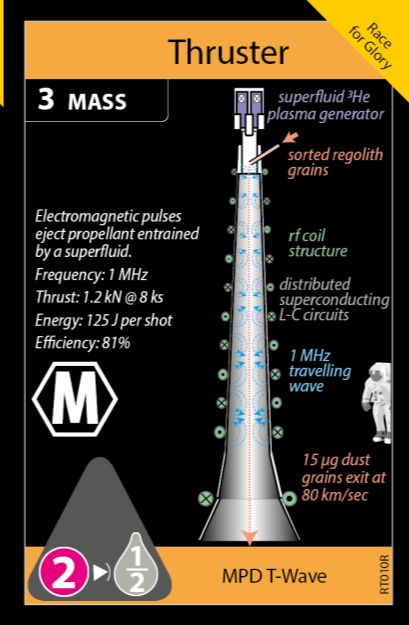 Race
for Glory
Thruster
3 MASS
superfluid ³He
plasma generator
sorted regolith
grains
Electromagnetic pulses
eject propellant entrained
by a superfluid.
Frequency: 1 MHz
Thrust: 1.2 kN @ 8 ks
Energy: 125 J per shot
Efficiency: 81%
rf coil
structure
distributed
superconducting
L-C circuits
1 MHz
travelling
wave
M
15 µg dust
grains exit at
80 km/sec
2
1
2
MPD T-Wave
RT010R